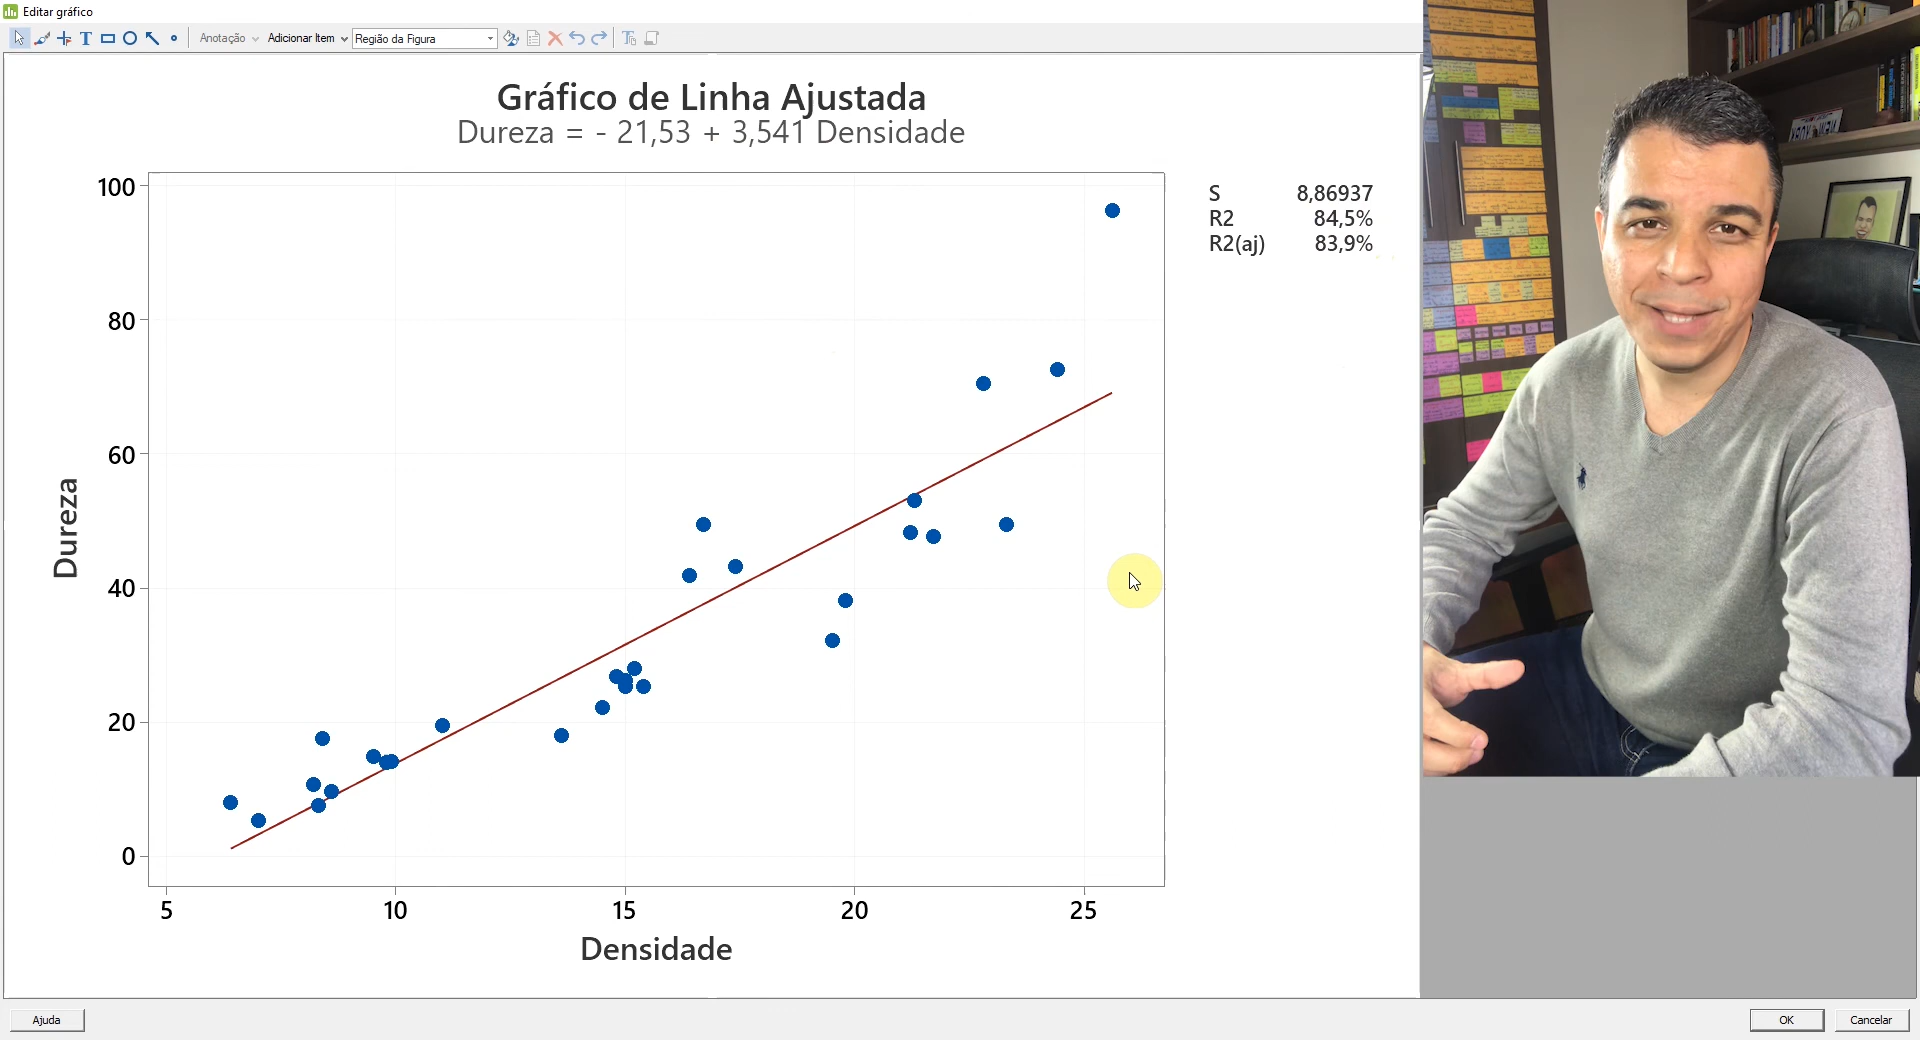 Editar gráfico
Anotação Adicionar Item Região da Figura
Gráfico de Linha Ajustada
Dureza = - 21,53 + 3,541 Densidade
S 8,86937
R2 84,5%
R2(aj) 83,9%
100
80
60
40
20
0
Dureza
5 10 15 20 25
Densidade
Ajuda OK Cancelar